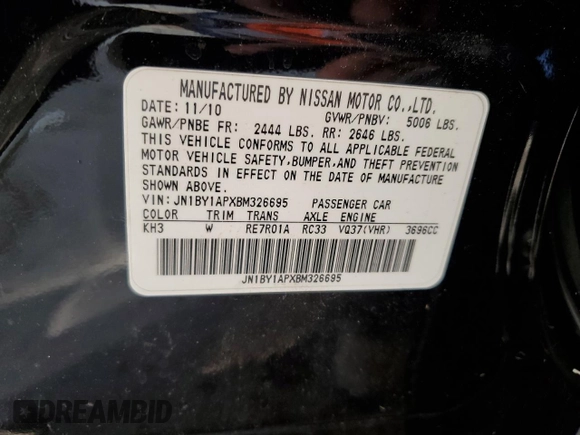 MANUFACTURED BY NISSAN MOTOR CO.,LTD.
DATE: 11/10 GVWR/PNBV: 5006 LBS.
GAWR/PNBE FR: 2444 LBS. RR: 2646 LBS.
THIS VEHICLE CONFORMS TO ALL APPLICABLE FEDERAL
MOTOR VEHICLE SAFETY,BUMPER,AND THEFT PREVENTION
STANDARDS IN EFFECT ON THE DATE OF MANUFACTURE
SHOWN ABOVE.
VIN: JN1BY1APXBM326695 PASSENGER CAR
COLOR TRIM TRANS AXLE ENGINE
KH3 W RE7R01A RC33 VQ37(VHR) 3696CC
JN1BY1APXBM326695
DREAMBID